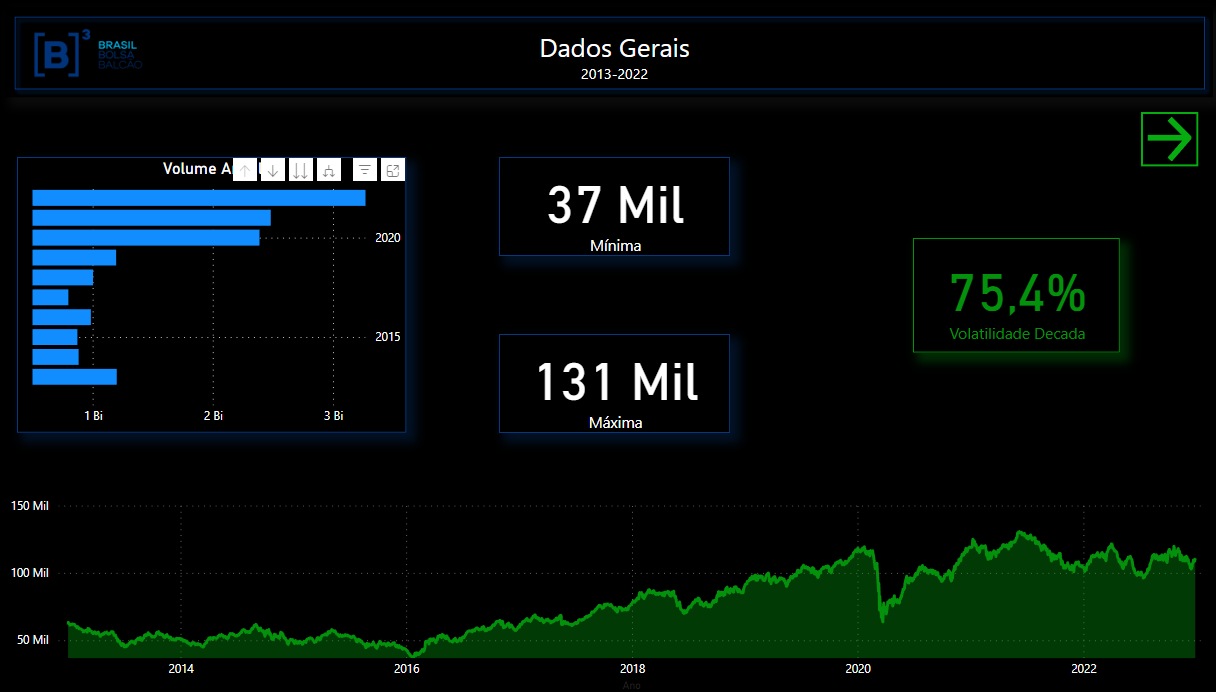 [B]³
BRASIL
BOLSA
BALCÃO
Dados Gerais
2013-2022
Volume
2020
2015
1 Bi
2 Bi
3 Bi
37 Mil
Mínima
131 Mil
Máxima
75,4%
Volatilidade Decada
150 Mil
100 Mil
50 Mil
2014
2016
2018
2020
2022
Ano